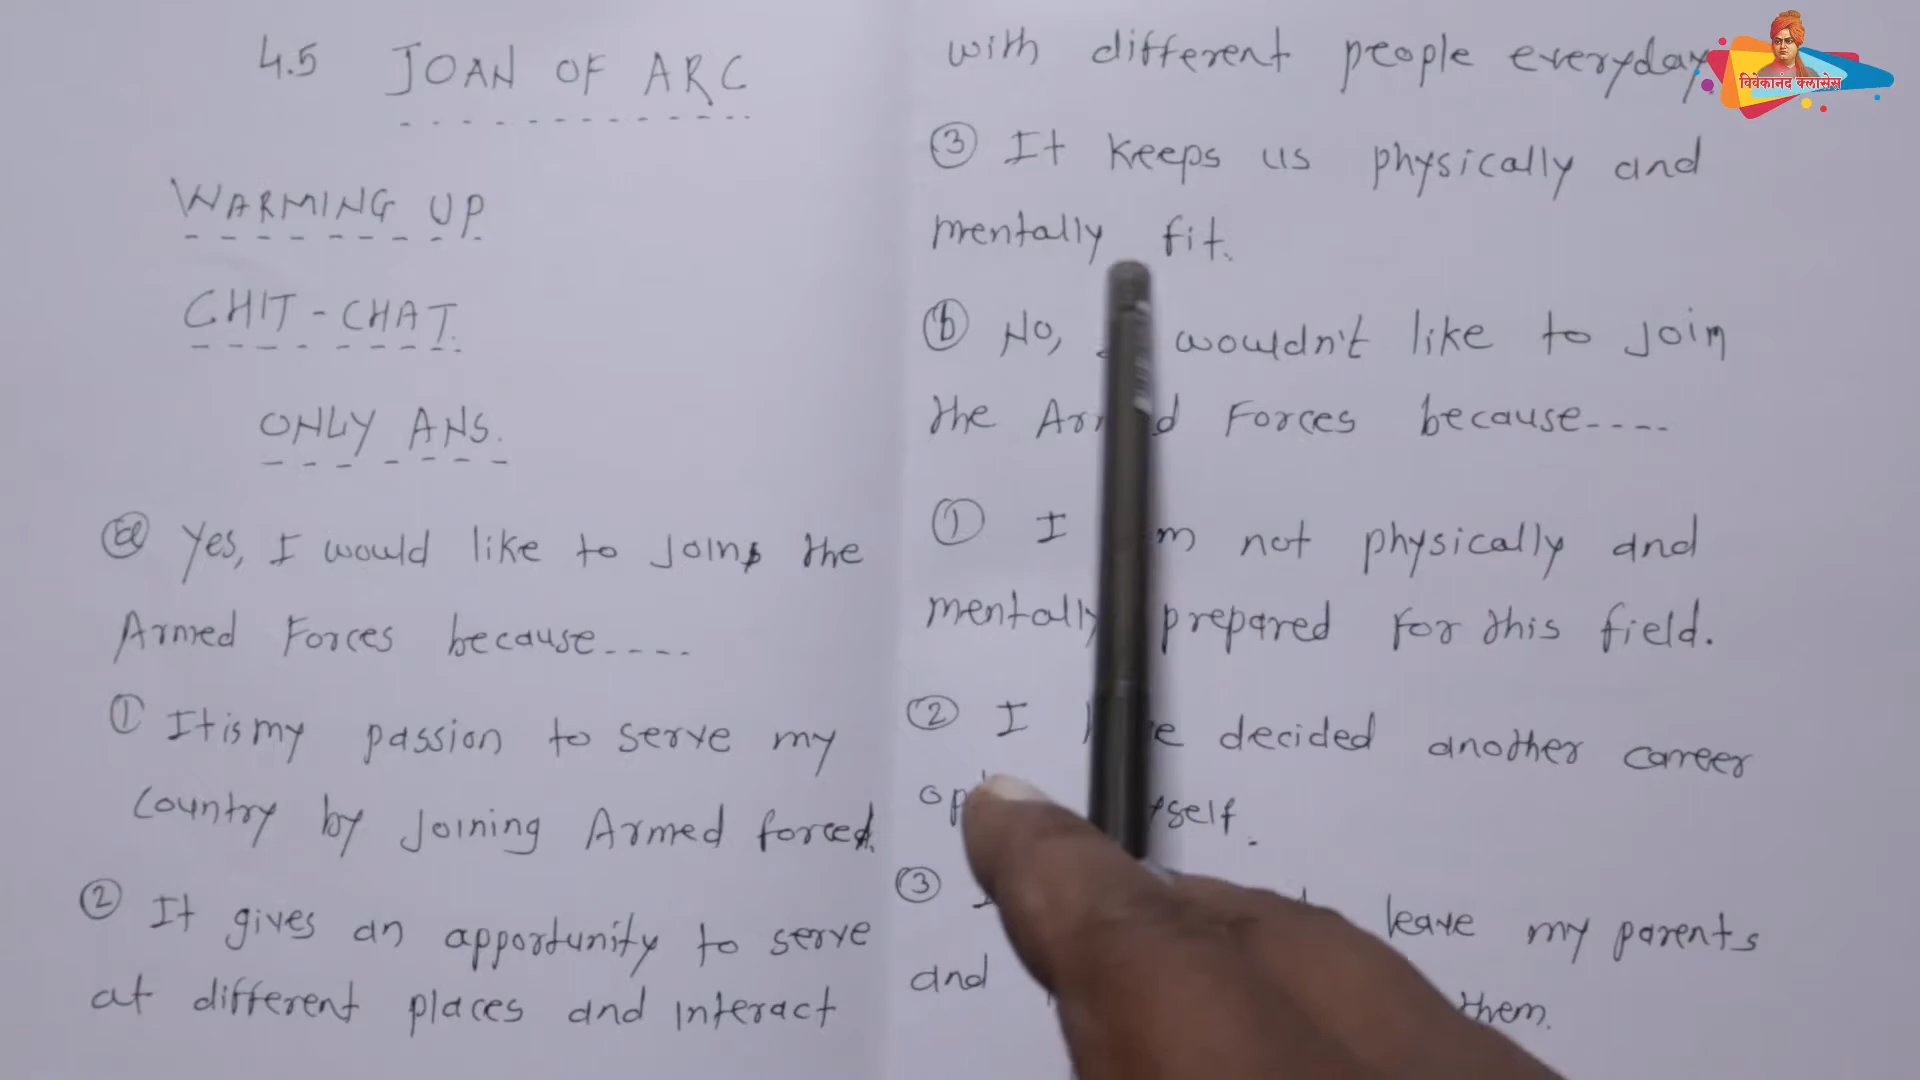 4.5 JOAN OF ARC
WARMING UP
CHIT-CHAT.
ONLY ANS.
Yes, I would like to join the
Armed Forces because....
① It is my passion to serve my
country by joining Armed forced.
② It gives an apportunity to serve
at different places and interact
with different people everyday.
③ It keeps us physically and
mentally fit.
ⓑ No, wouldn't like to join
the Forces because----
① I not physically and
mentally prepared for this field.
② I decided another career
③ leave my parents
and them.
विवेकानंद क्लासेस